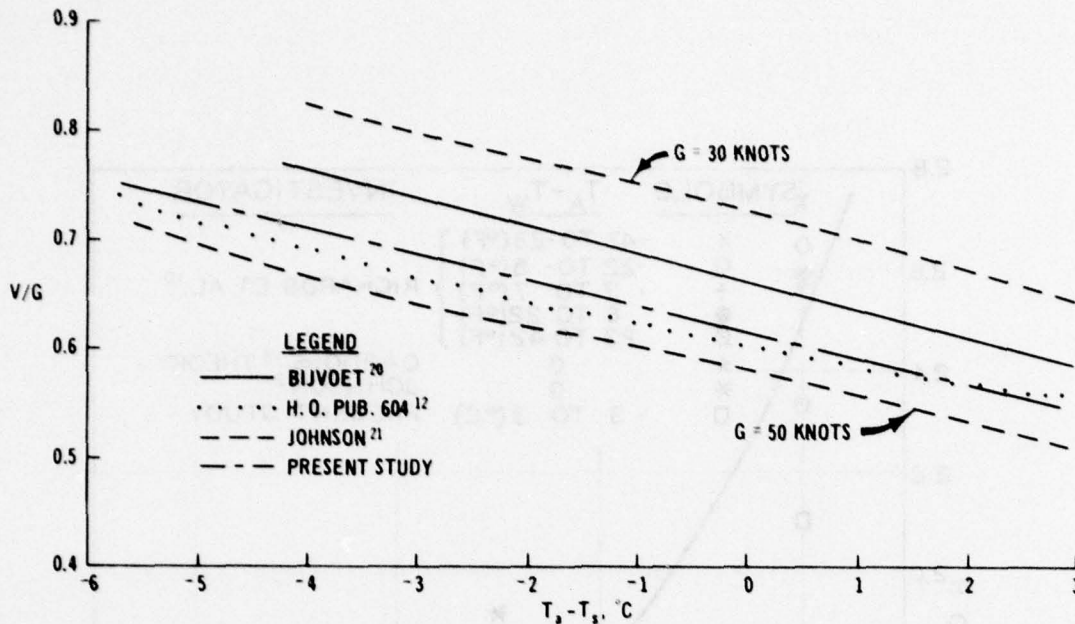 0.9
0.8
0.7
V/G
0.6
0.5
0.4
G = 30 KNOTS
G = 50 KNOTS
LEGEND
BIJVOET 20
H. O. PUB. 604 12
JOHNSON 21
PRESENT STUDY
-6 -5 -4 -3 -2 -1 0 1 2 3
Ta - Ts, °C